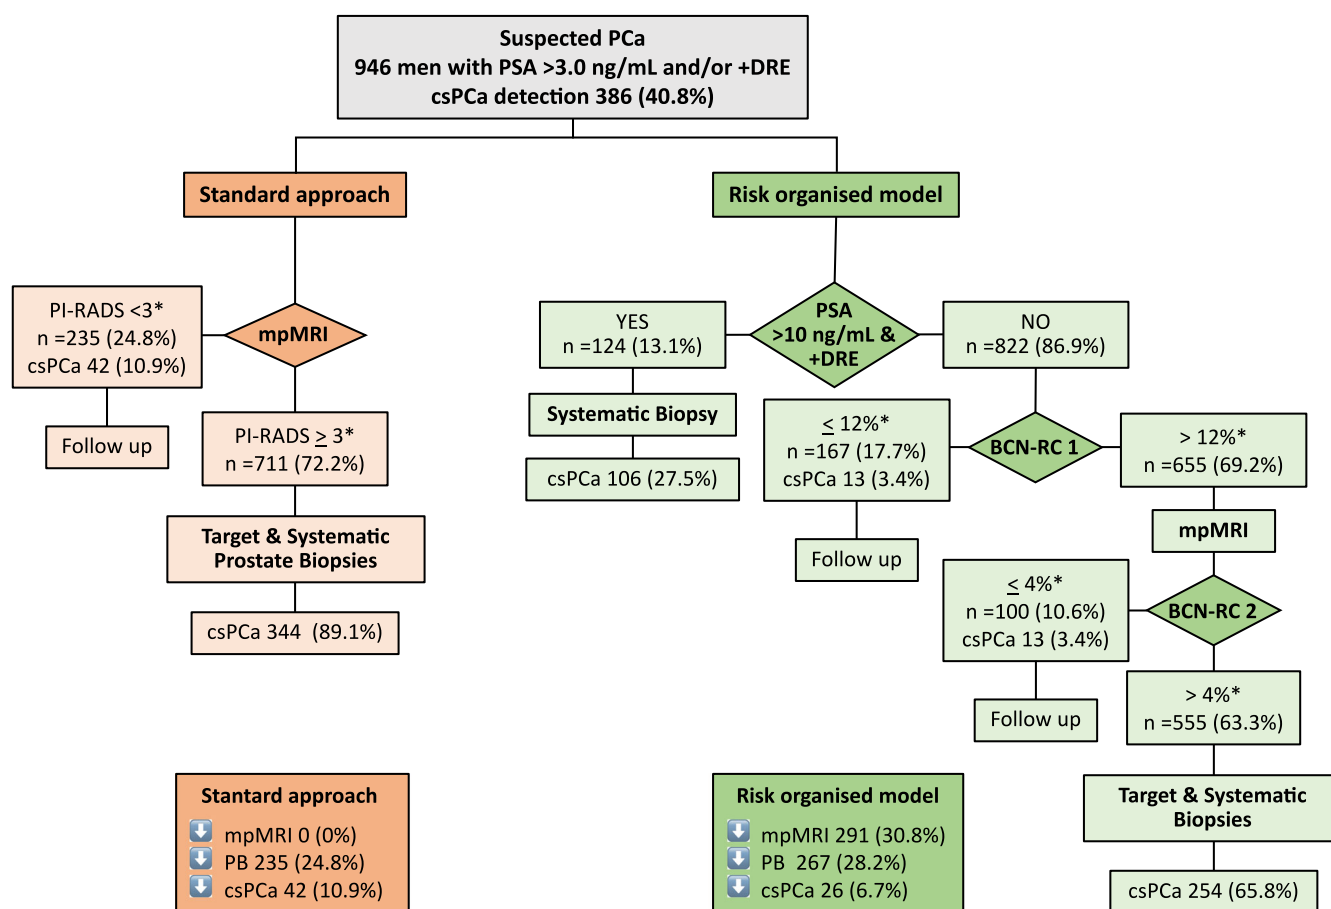 Suspected PCa
946 men with PSA >3.0 ng/mL and/or +DRE
csPCa detection 386 (40.8%)
Standard approach
Risk organised model
PI-RADS <3*
n =235 (24.8%)
csPCa 42 (10.9%)
mpMRI
Follow up
PI-RADS ≥ 3*
n =711 (72.2%)
Target & Systematic
Prostate Biopsies
csPCa 344 (89.1%)
PSA
>10 ng/mL &
+DRE
YES
n =124 (13.1%)
Systematic Biopsy
csPCa 106 (27.5%)
NO
n =822 (86.9%)
BCN-RC 1
≤ 12%*
n =167 (17.7%)
csPCa 13 (3.4%)
Follow up
> 12%*
n =655 (69.2%)
mpMRI
BCN-RC 2
≤ 4%*
n =100 (10.6%)
csPCa 13 (3.4%)
Follow up
> 4%*
n =555 (63.3%)
Target & Systematic
Biopsies
csPCa 254 (65.8%)
Stantard approach
⬇ mpMRI 0 (0%)
⬇ PB 235 (24.8%)
⬇ csPCa 42 (10.9%)
Risk organised model
⬇ mpMRI 291 (30.8%)
⬇ PB 267 (28.2%)
⬇ csPCa 26 (6.7%)